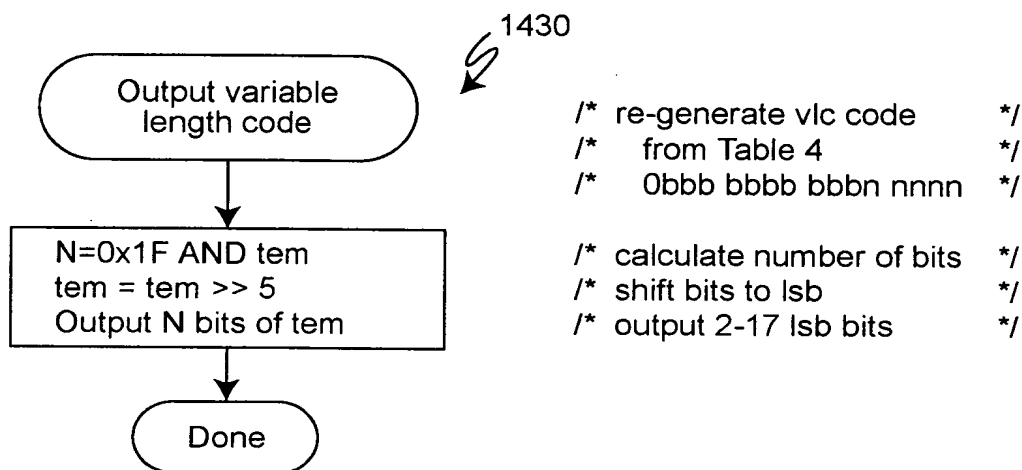 1430
Output variable
length code
/* re-generate vlc code */
/* from Table 4 */
/* 0bbb bbbb bbbn nnnn */
N=0x1F AND tem
tem = tem >> 5
Output N bits of tem
/* calculate number of bits */
/* shift bits to lsb */
/* output 2-17 lsb bits */
Done